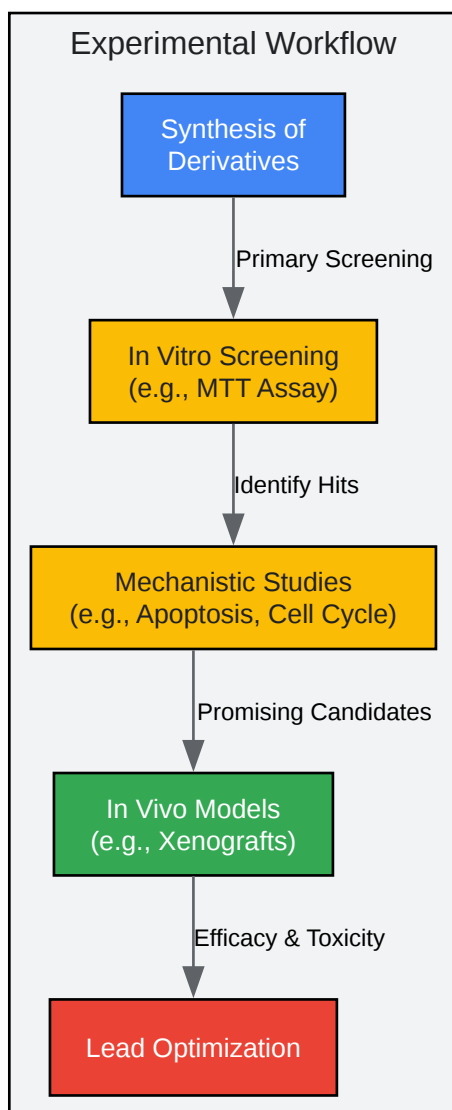 Experimental Workflow
Synthesis of
Derivatives
Primary Screening
In Vitro Screening
(e.g., MTT Assay)
Identify Hits
Mechanistic Studies
(e.g., Apoptosis, Cell Cycle)
Promising Candidates
In Vivo Models
(e.g., Xenografts)
Efficacy & Toxicity
Lead Optimization